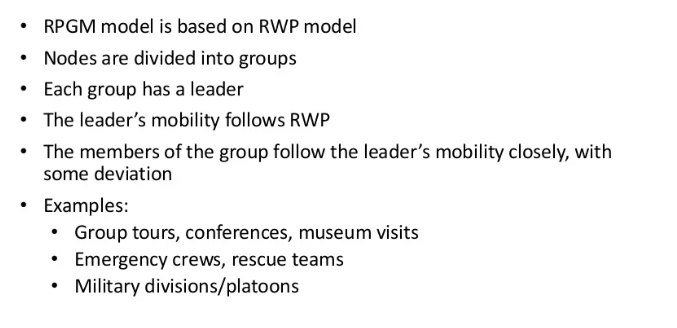 • RPGM model is based on RWP model
• Nodes are divided into groups
• Each group has a leader
• The leader's mobility follows RWP
• The members of the group follow the leader's mobility closely, with
some deviation
• Examples:
• Group tours, conferences, museum visits
• Emergency crews, rescue teams
• Military divisions/platoons